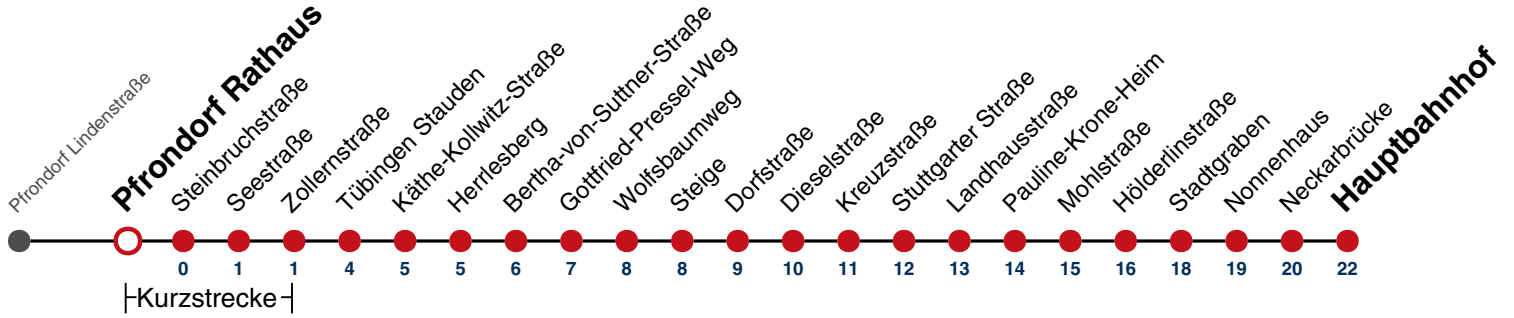 Pfrondorf Lindenstraße
Pfrondorf Rathaus
Steinbruchstraße
Seestraße
Zollernstraße
Tübingen Stauden
Käthe-Kollwitz-Straße
Herrlesberg
Bertha-von-Suttner-Straße
Gottfried-Pressel-Weg
Wolfsbaumweg
Steige
Dorfstraße
Dieselstraße
Kreuzstraße
Stuttgarter Straße
Landhausstraße
Pauline-Krone-Heim
Mohlstraße
Hölderlinstraße
Stadtgraben
Nonnenhaus
Neckarbrücke
Hauptbahnhof
0 1 1 4 5 5 6 7 8 8 9 10 11 12 13 14 15 16 18 19 20 22
Kurzstrecke